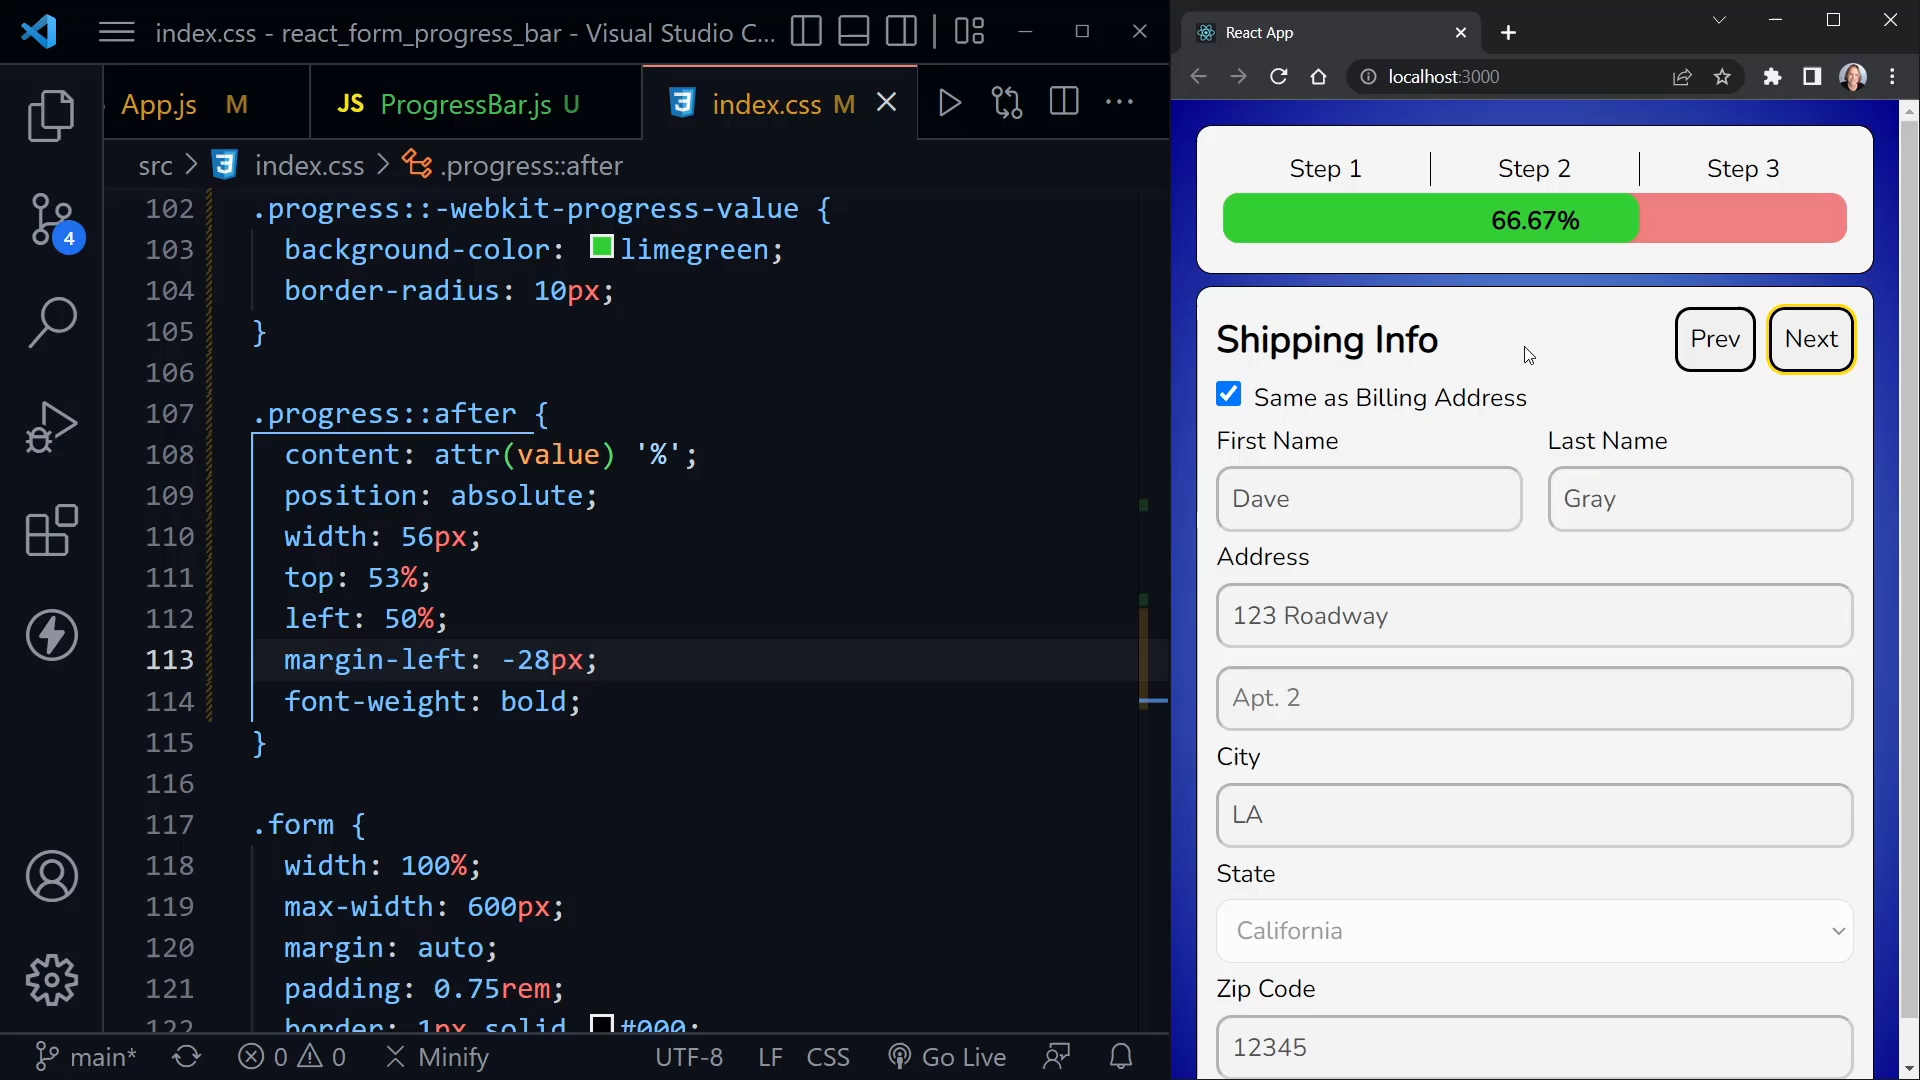 index.css - react_form_progress_bar - Visual Studio C...
App.js M
JS ProgressBar.js U
index.css M
src > index.css > .progress::after
102 .progress::-webkit-progress-value {
103 background-color: limegreen;
104 border-radius: 10px;
105 }
106
107 .progress::after {
108 content: attr(value) '%';
109 position: absolute;
110 width: 56px;
111 top: 53%;
112 left: 50%;
113 margin-left: -28px;
114 font-weight: bold;
115 }
116
117 .form {
118 width: 100%;
119 max-width: 600px;
120 margin: auto;
121 padding: 0.75rem;
122 border: 1px solid #000;
4
main* 0 0 Minify UTF-8 LF CSS Go Live
React App
localhost:3000
Step 1 Step 2 Step 3
66.67%
Shipping Info Prev Next
Same as Billing Address
First Name Last Name
Dave Gray
Address
123 Roadway
Apt. 2
City
LA
State
California
Zip Code
12345